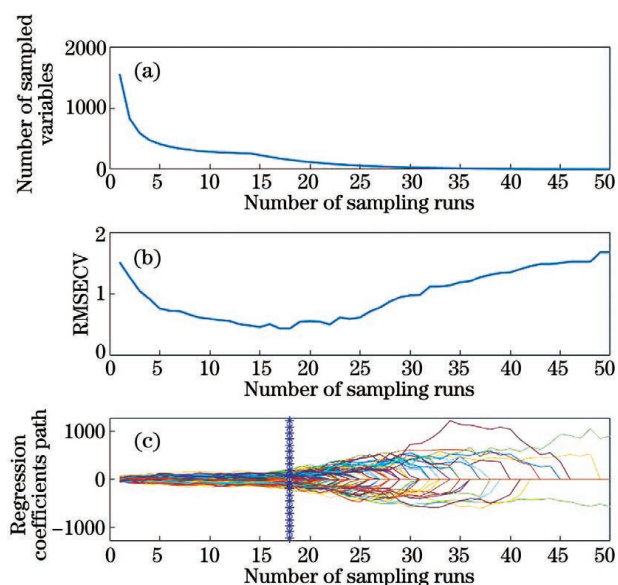 Number of sampled
variables
2000
1000
0
(a)
0 5 10 15 20 25 30 35 40 45 50
Number of sampling runs
RMSECV
2
1
0
(b)
0 5 10 15 20 25 30 35 40 45 50
Number of sampling runs
Regression
coefficients path
1000
0
-1000
(c)
0 5 10 15 20 25 30 35 40 45 50
Number of sampling runs